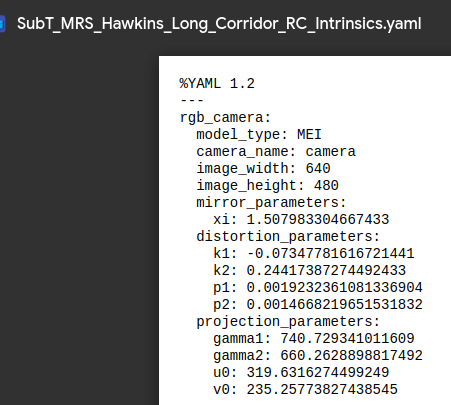 SubT_MRS_Hawkins_Long_Corridor_RC_Intrinsics.yaml
%YAML 1.2
---
rgb_camera:
  model_type: MEI
  camera_name: camera
  image_width: 640
  image_height: 480
  mirror_parameters:
    xi: 1.507983304667433
  distortion_parameters:
    k1: -0.07347781616721441
    k2: 0.24417387274492433
    p1: 0.0019232361081336904
    p2: 0.0014668219651531832
  projection_parameters:
    gamma1: 740.729341011609
    gamma2: 660.2628898817492
    u0: 319.6316274499249
    v0: 235.25773827438545